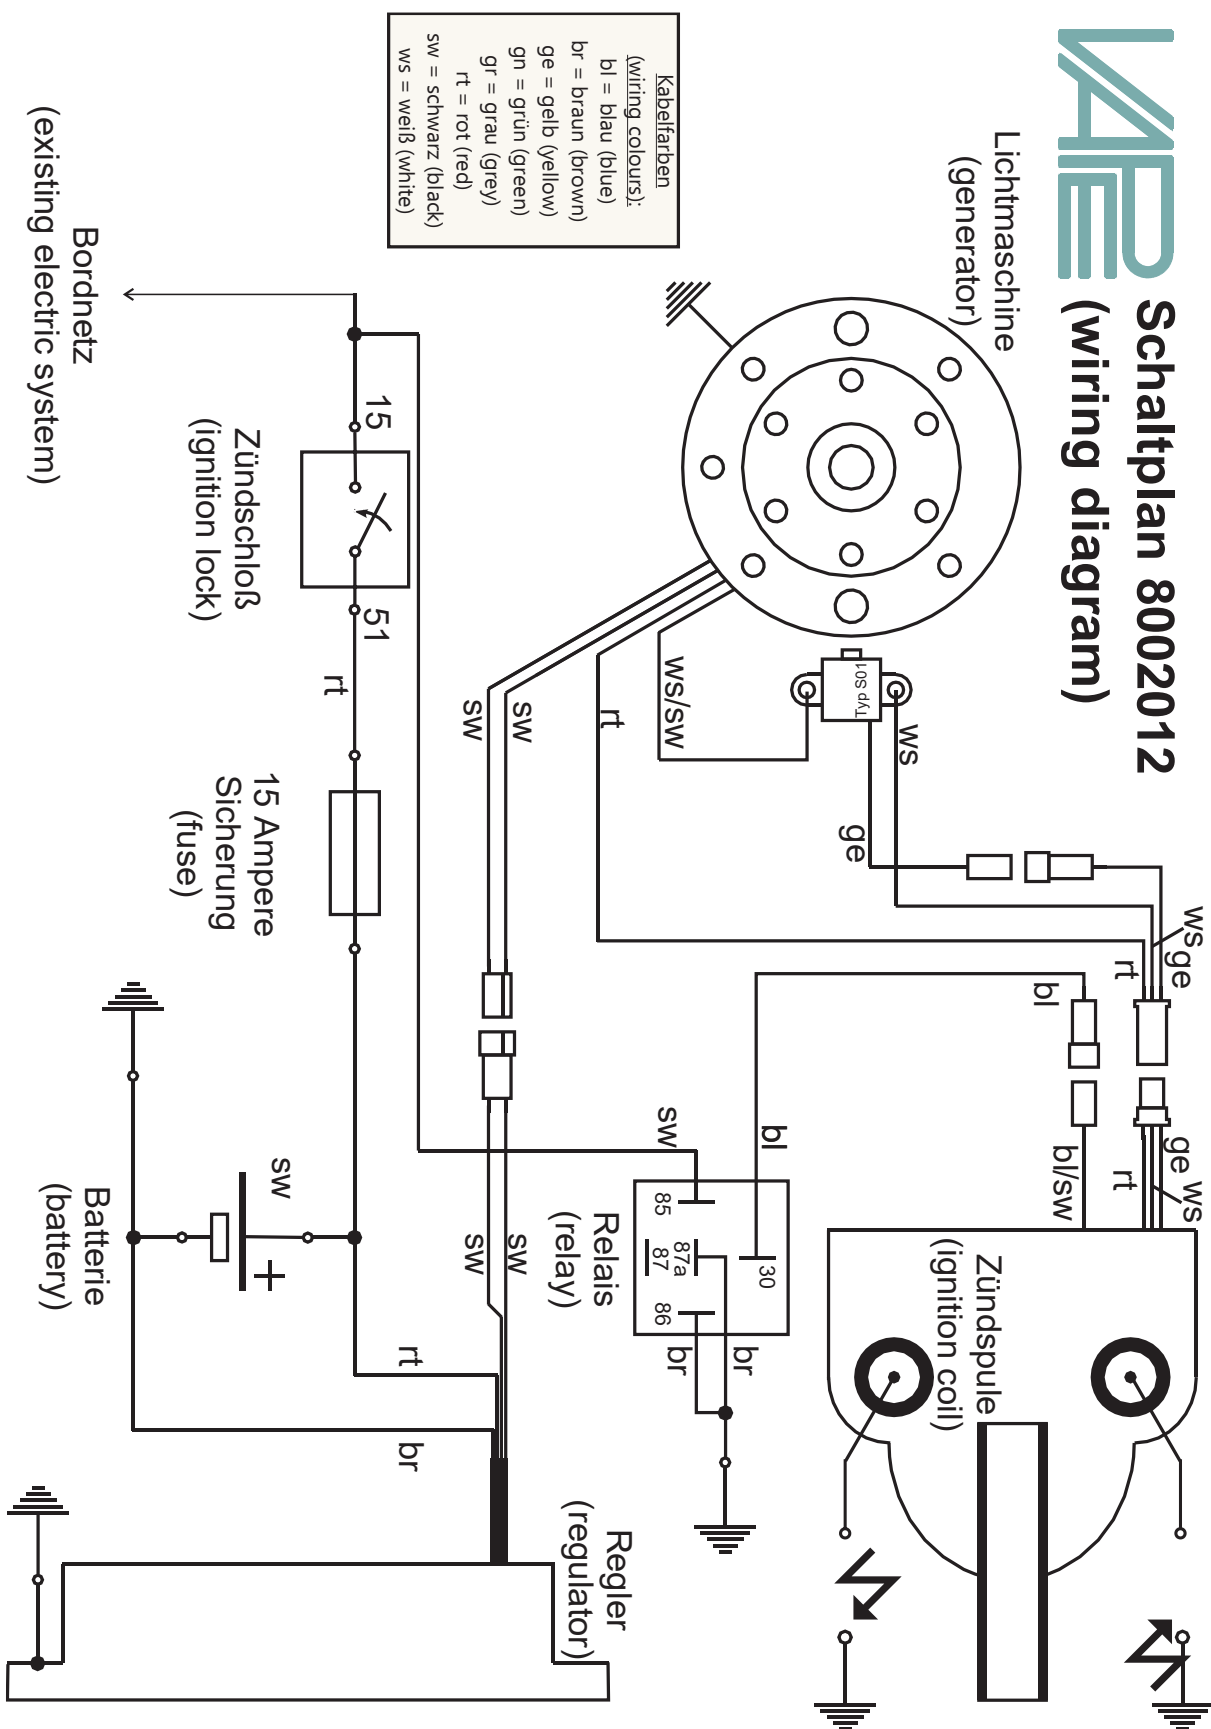 VAPE
Schaltplan 8002012
(wiring diagram)
Lichtmaschine
(generator)
Kabelfarben
(wiring colours):
bl = blau (blue)
br = braun (brown)
ge = gelb (yellow)
gn = grün (green)
gr = grau (grey)
rt = rot (red)
sw = schwarz (black)
ws = weiß (white)
Typ S01
ws
ge
ws/sw
rt
sw
sw
ws
ge
rt
bl
ge
ws
rt
bl/sw
Zündspule
(ignition coil)
bl
sw
30
87a
87
85
86
br
br
Relais
(relay)
sw
sw
15
51
Zündschloß
(ignition lock)
rt
15 Ampere
Sicherung
(fuse)
Bordnetz
(existing electric system)
sw
+
Batterie
(battery)
rt
br
Regler
(regulator)